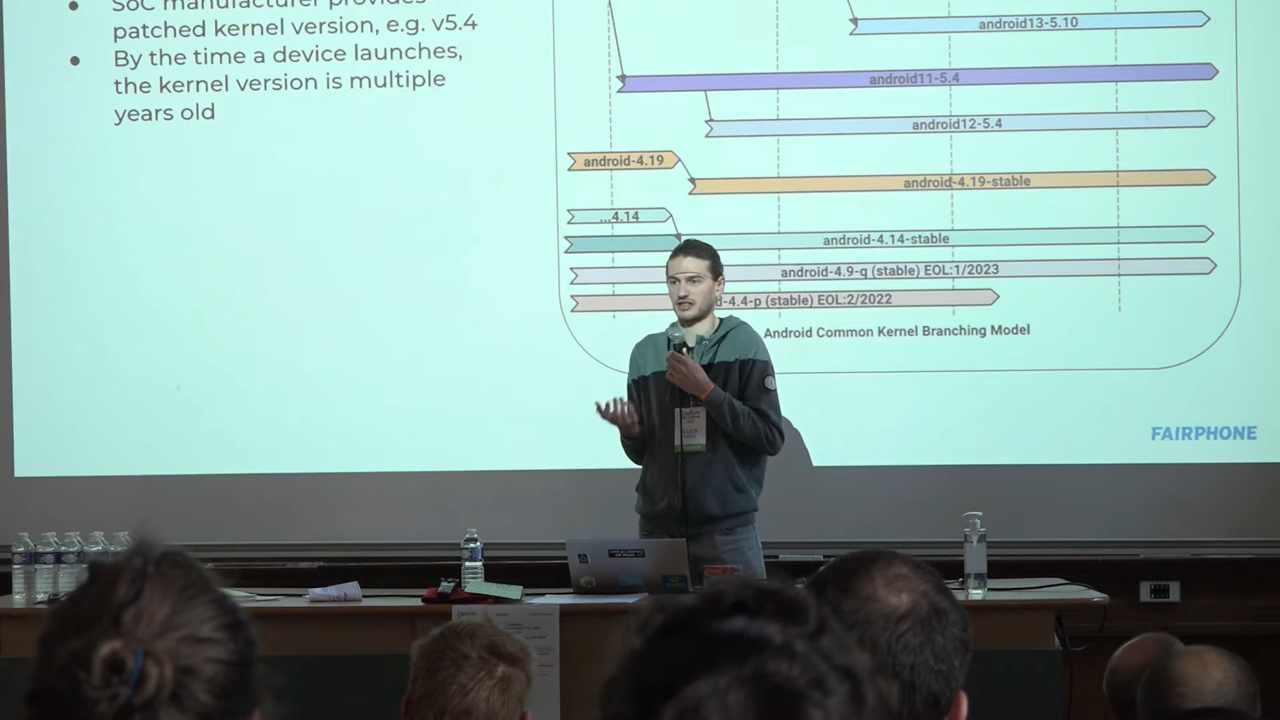 SoC manufacturer provides
patched kernel version, e.g. v5.4
By the time a device launches,
the kernel version is multiple
years old
android13-5.10
android11-5.4
android12-5.4
android-4.19
android-4.19-stable
...4.14
android-4.14-stable
android-4.9-q (stable) EOL:1/2023
d-4.4-p (stable) EOL:2/2022
Android Common Kernel Branching Model
FAIRPHONE